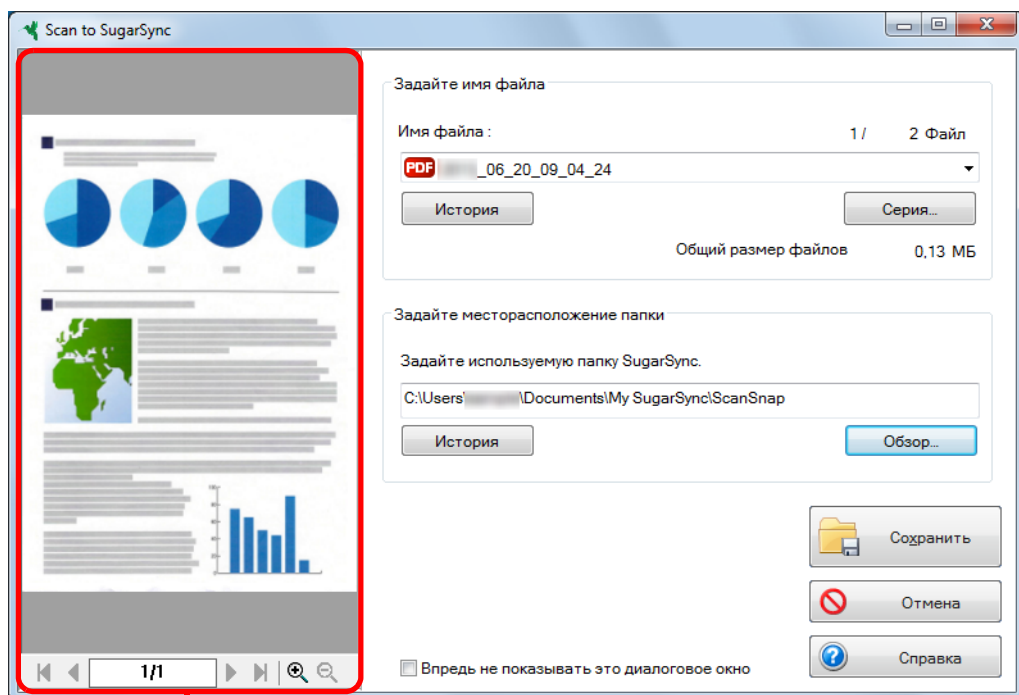 Scan to SugarSync
Задайте имя файла
Имя файла :
1 / 2 Файл
PDF _06_20_09_04_24
История
Серия...
Общий размер файлов 0,13 МБ
Задайте месторасположение папки
Задайте используемую папку SugarSync.
C:\Users\ \Documents\My SugarSync\ScanSnap
История
Обзор...
Сохранить
Отмена
Справка
1/1
Впредь не показывать это диалоговое окно